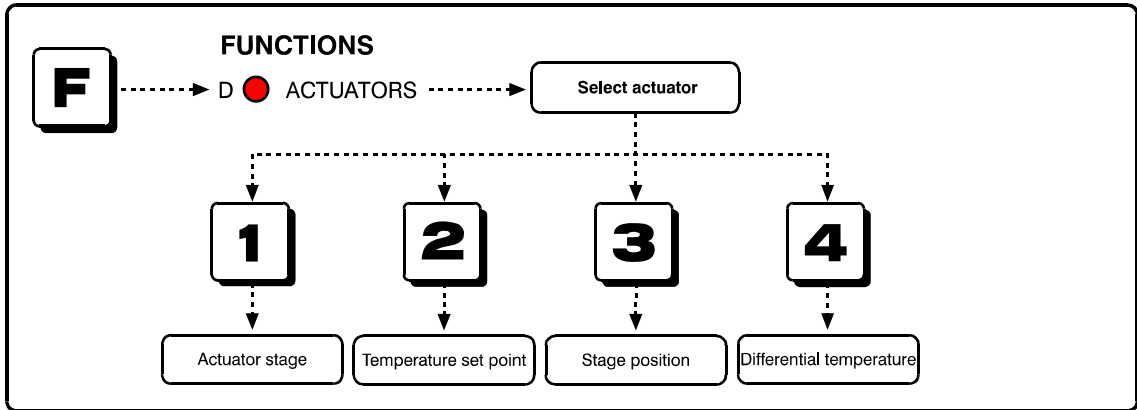 FUNCTIONS
F
D ACTUATORS
Select actuator
1 2 3 4
Actuator stage
Temperature set point
Stage position
Differential temperature